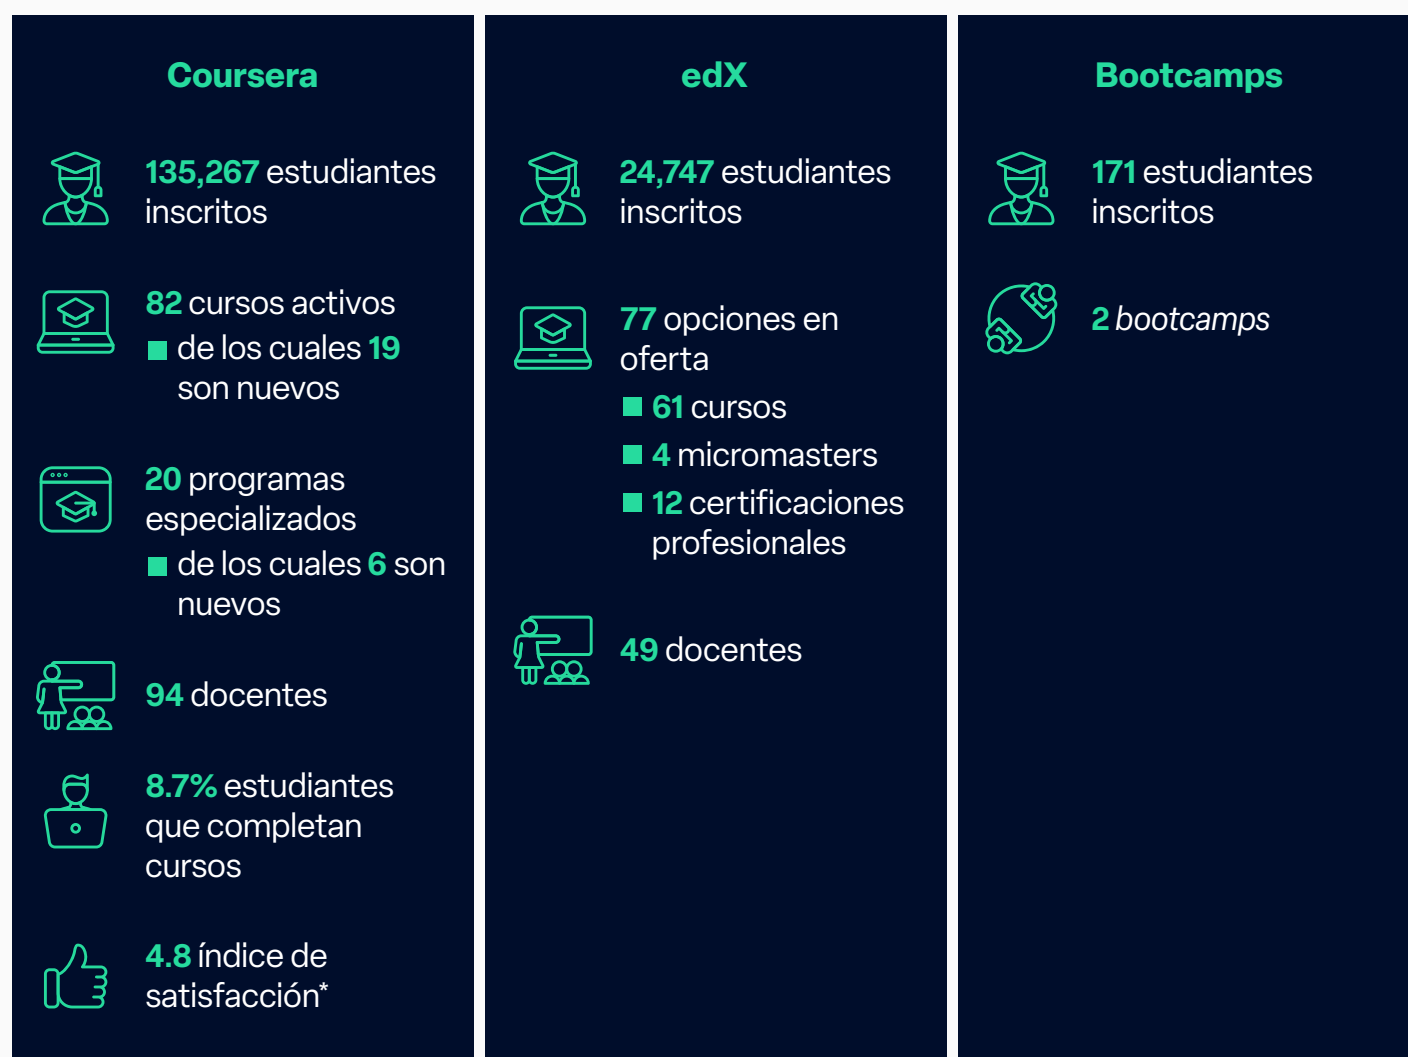 Coursera
135,267 estudiantes
inscritos
82 cursos activos
de los cuales 19
son nuevos
20 programas
especializados
de los cuales 6 son
nuevos
94 docentes
8.7% estudiantes
que completan
cursos
4.8 índice de
satisfacción*
edX
24,747 estudiantes
inscritos
77 opciones en
oferta
61 cursos
4 micromasters
12 certificaciones
profesionales
49 docentes
Bootcamps
171 estudiantes
inscritos
2 bootcamps